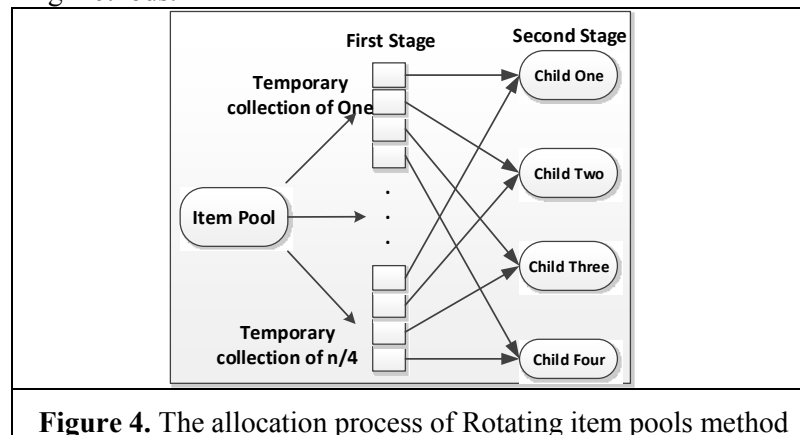 First Stage
Second Stage
Temporary
collection of One
Child One
Child Two
Item Pool
.
.
.
Child Three
Temporary
collection of n/4
Child Four
Figure 4. The allocation process of Rotating item pools method